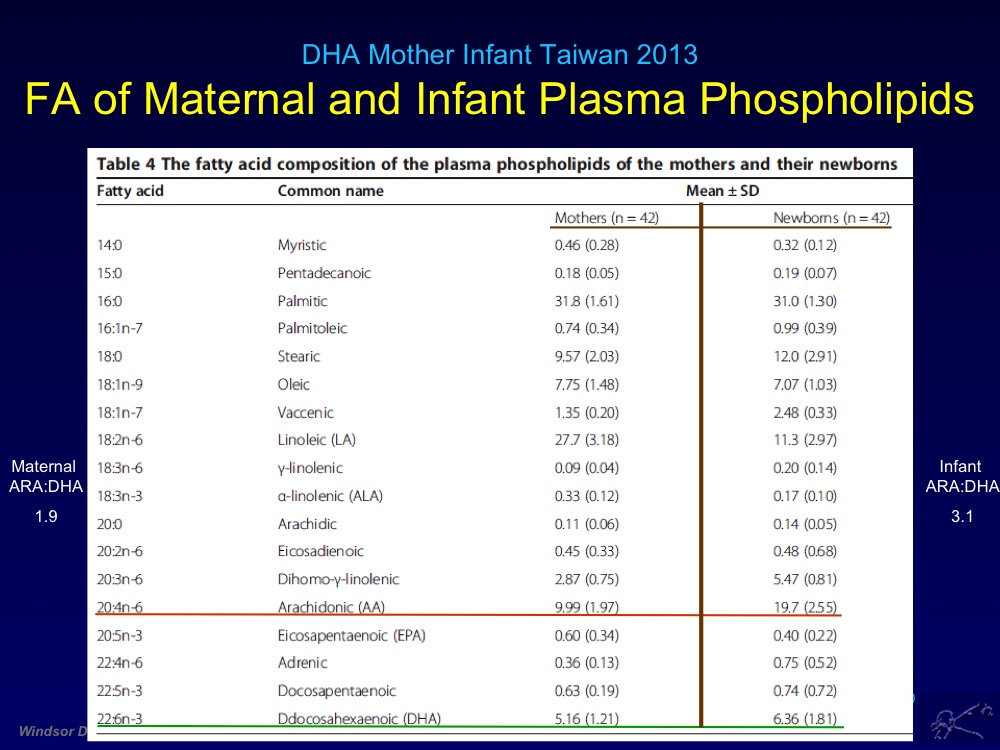 DHA Mother Infant Taiwan 2013
FA of Maternal and Infant Plasma Phospholipids
Table 4 The fatty acid composition of the plasma phospholipids of the mothers and their newborns
Fatty acid Common name Mean ± SD
Mothers (n = 42) Newborns (n = 42)
14:0 Myristic 0.46 (0.28) 0.32 (0.12)
15:0 Pentadecanoic 0.18 (0.05) 0.19 (0.07)
16:0 Palmitic 31.8 (1.61) 31.0 (1.30)
16:1n-7 Palmitoleic 0.74 (0.34) 0.99 (0.39)
18:0 Stearic 9.57 (2.03) 12.0 (2.91)
18:1n-9 Oleic 7.75 (1.48) 7.07 (1.03)
18:1n-7 Vaccenic 1.35 (0.20) 2.48 (0.33)
18:2n-6 Linoleic (LA) 27.7 (3.18) 11.3 (2.97)
18:3n-6 γ-linolenic 0.09 (0.04) 0.20 (0.14)
18:3n-3 α-linolenic (ALA) 0.33 (0.12) 0.17 (0.10)
20:0 Arachidic 0.11 (0.06) 0.14 (0.05)
20:2n-6 Eicosadienoic 0.45 (0.33) 0.48 (0.68)
20:3n-6 Dihomo-γ-linolenic 2.87 (0.75) 5.47 (0.81)
20:4n-6 Arachidonic (AA) 9.99 (1.97) 19.7 (2.55)
20:5n-3 Eicosapentaenoic (EPA) 0.60 (0.34) 0.40 (0.22)
22:4n-6 Adrenic 0.36 (0.13) 0.75 (0.52)
22:5n-3 Docosapentaenoic 0.63 (0.19) 0.74 (0.72)
22:6n-3 Ddocosahexaenoic (DHA) 5.16 (1.21) 6.36 (1.81)
Maternal
ARA:DHA
1.9
Infant
ARA:DHA
3.1
Windsor D